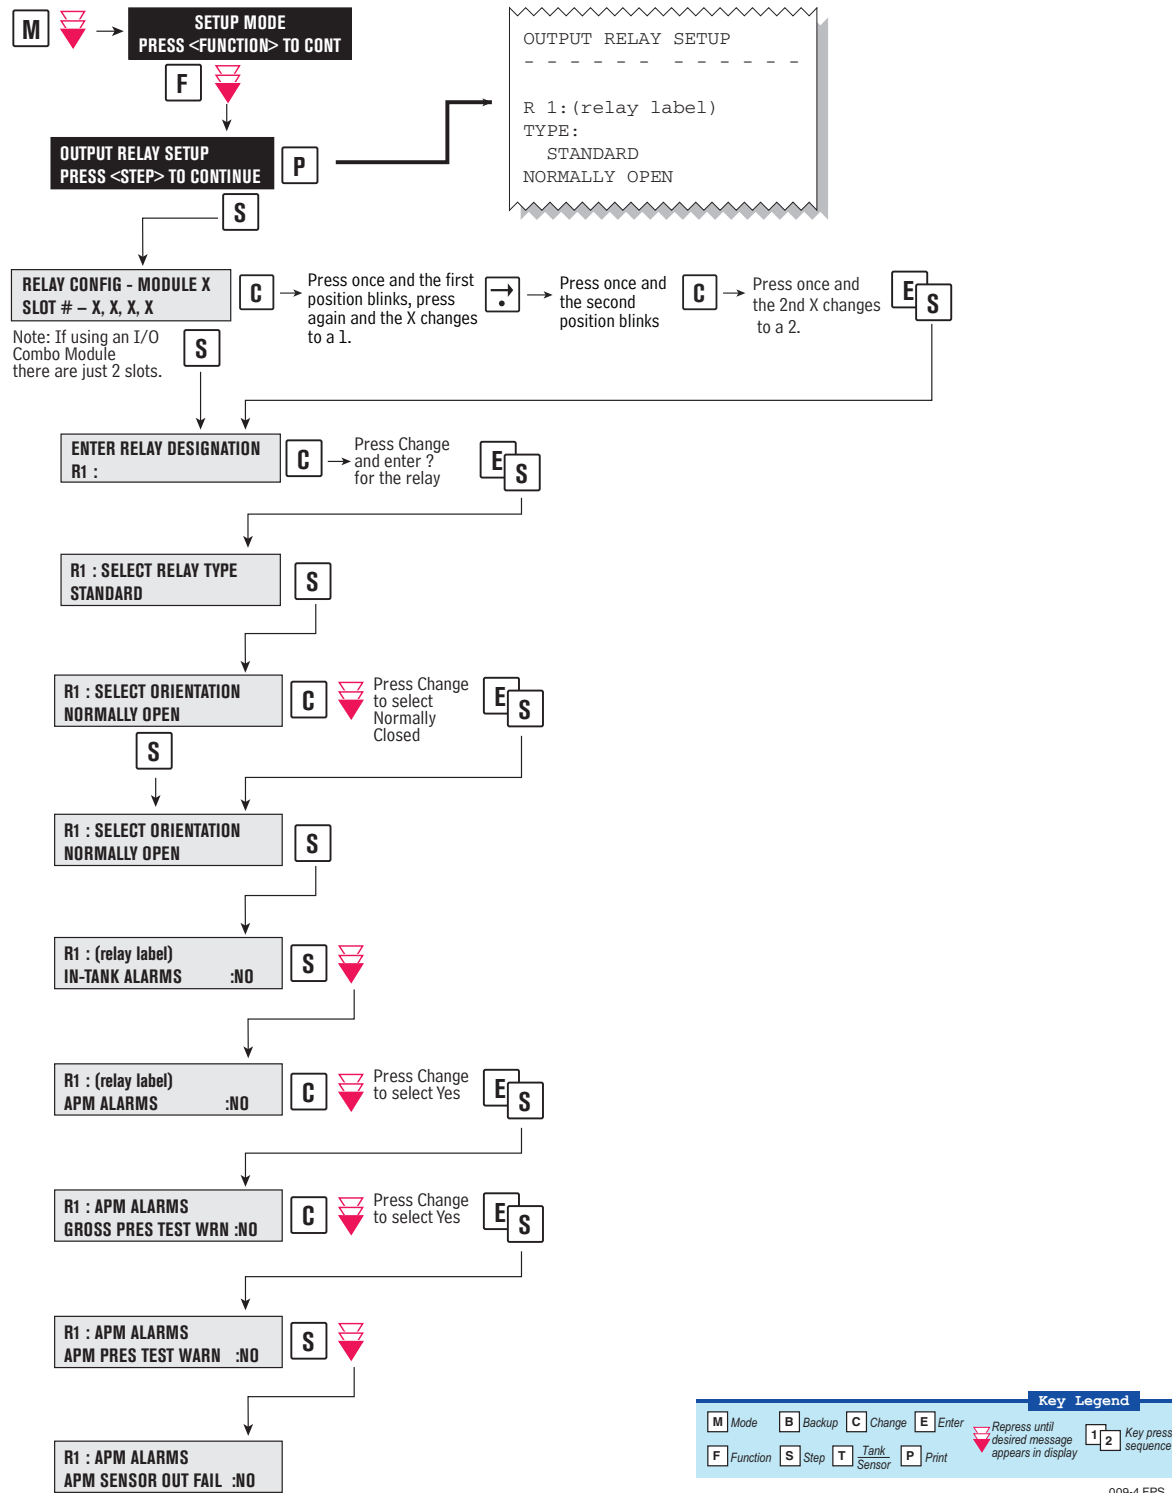 M
SETUP MODE
PRESS <FUNCTION> TO CONT
F
OUTPUT RELAY SETUP
PRESS <STEP> TO CONTINUE
P
OUTPUT RELAY SETUP
- - - - - - - - - - - -
R 1:(relay label)
TYPE:
STANDARD
NORMALLY OPEN
S
RELAY CONFIG - MODULE X
SLOT # – X, X, X, X
C
Press once and the first
position blinks, press
again and the X changes
to a 1.
Press once and
the second
position blinks
C
Press once and
the 2nd X changes
to a 2.
E
S
Note: If using an I/O
Combo Module
there are just 2 slots.
S
ENTER RELAY DESIGNATION
R1 :
C
Press Change
and enter ?
for the relay
E
S
R1 : SELECT RELAY TYPE
STANDARD
S
R1 : SELECT ORIENTATION
NORMALLY OPEN
C
Press Change
to select
Normally
Closed
E
S
S
R1 : SELECT ORIENTATION
NORMALLY OPEN
S
R1 : (relay label)
IN-TANK ALARMS :NO
S
R1 : (relay label)
APM ALARMS :NO
C
Press Change
to select Yes
E
S
R1 : APM ALARMS
GROSS PRES TEST WRN :NO
C
Press Change
to select Yes
E
S
R1 : APM ALARMS
APM PRES TEST WARN :NO
S
R1 : APM ALARMS
APM SENSOR OUT FAIL :NO
Key Legend
M Mode B Backup C Change E Enter
F Function S Step T Tank Sensor P Print
Repress until
desired message
appears in display
1 2 Key press
sequence
009-4.EPS